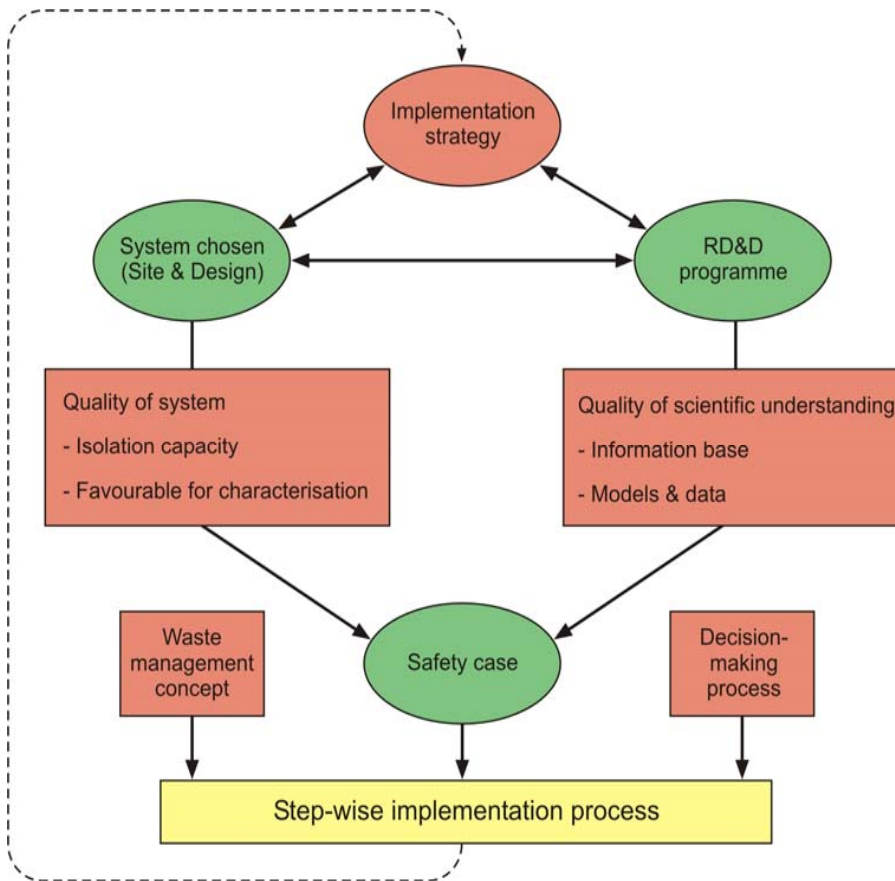 Implementation
strategy
System chosen
(Site & Design)
RD&D
programme
Quality of system
- Isolation capacity
- Favourable for characterisation
Quality of scientific understanding
- Information base
- Models & data
Waste
management
concept
Safety case
Decision-
making
process
Step-wise implementation process